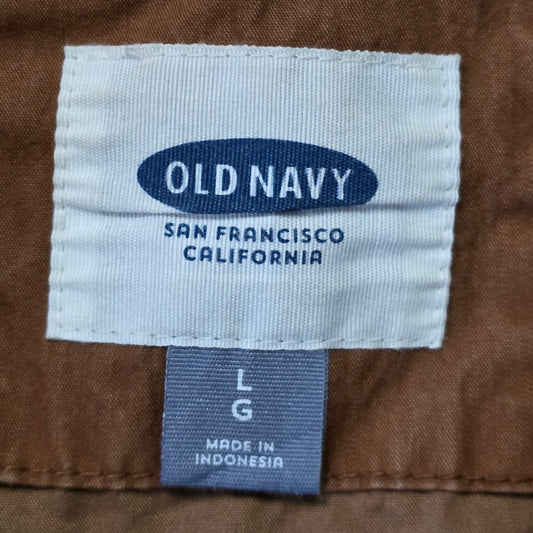 OLD NAVY
SAN FRANCISCO
CALIFORNIA
L
G
MADE IN
INDONESIA